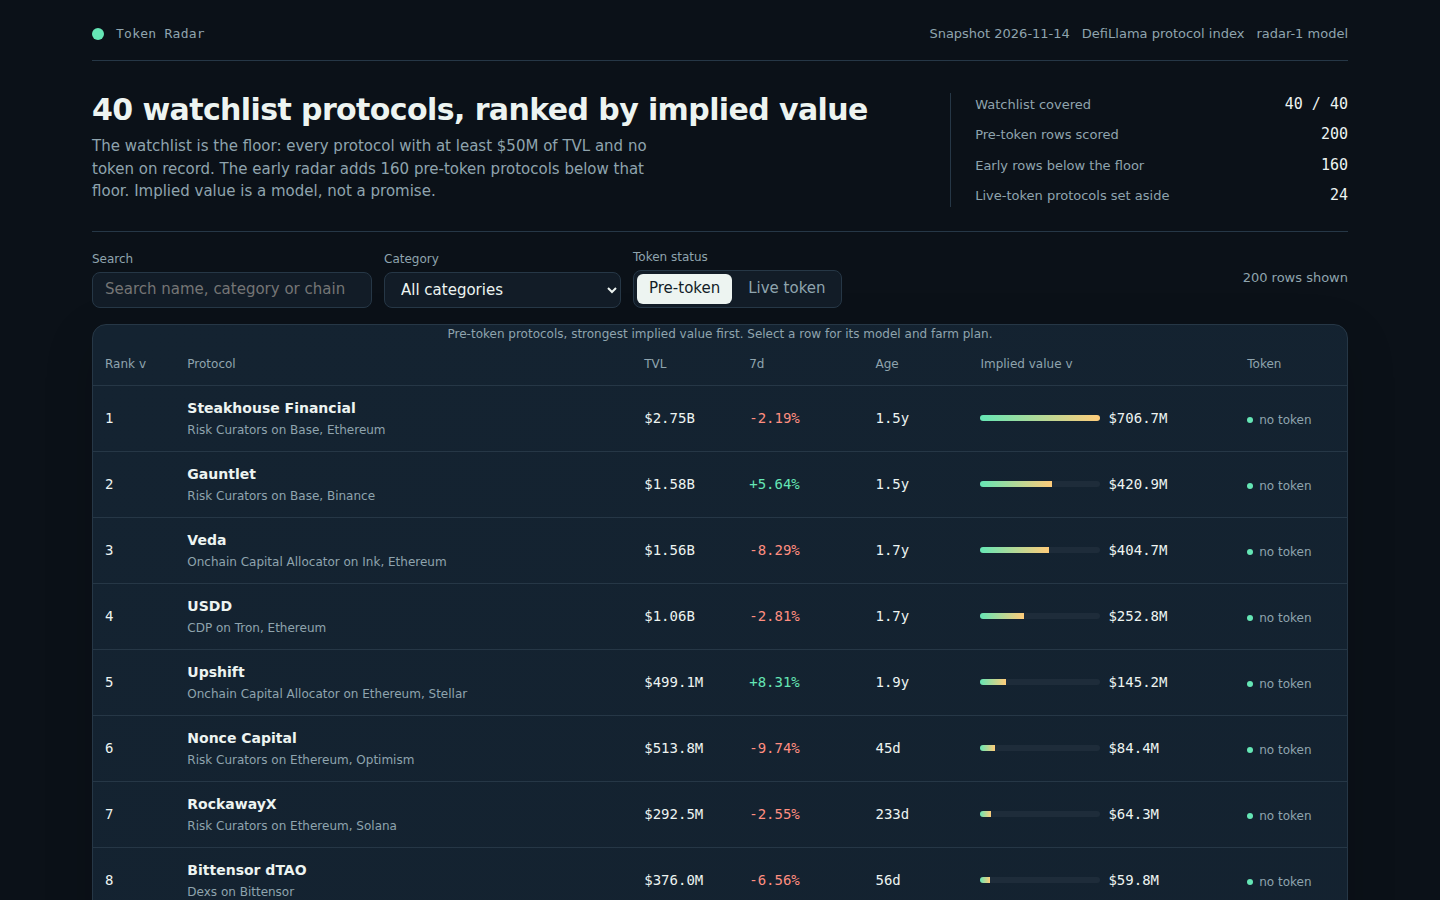 Token Radar
Snapshot 2026-11-14 DefiLlama protocol index radar-1 model
40 watchlist protocols, ranked by implied value
The watchlist is the floor: every protocol with at least $50M of TVL and no
token on record. The early radar adds 160 pre-token protocols below that
floor. Implied value is a model, not a promise.
Watchlist covered 40 / 40
Pre-token rows scored 200
Early rows below the floor 160
Live-token protocols set aside 24
Search Category Token status
Search name, category or chain All categories Pre-token Live token
200 rows shown
Pre-token protocols, strongest implied value first. Select a row for its model and farm plan.
Rank v Protocol TVL 7d Age Implied value v Token
1 Steakhouse Financial $2.75B -2.19% 1.5y $706.7M no token
Risk Curators on Base, Ethereum
2 Gauntlet $1.58B +5.64% 1.5y $420.9M no token
Risk Curators on Base, Binance
3 Veda $1.56B -8.29% 1.7y $404.7M no token
Onchain Capital Allocator on Ink, Ethereum
4 USDD $1.06B -2.81% 1.7y $252.8M no token
CDP on Tron, Ethereum
5 Upshift $499.1M +8.31% 1.9y $145.2M no token
Onchain Capital Allocator on Ethereum, Stellar
6 Nonce Capital $513.8M -9.74% 45d $84.4M no token
Risk Curators on Ethereum, Optimism
7 RockawayX $292.5M -2.55% 233d $64.3M no token
Risk Curators on Ethereum, Solana
8 Bittensor dTAO $376.0M -6.56% 56d $59.8M no token
Dexs on Bittensor